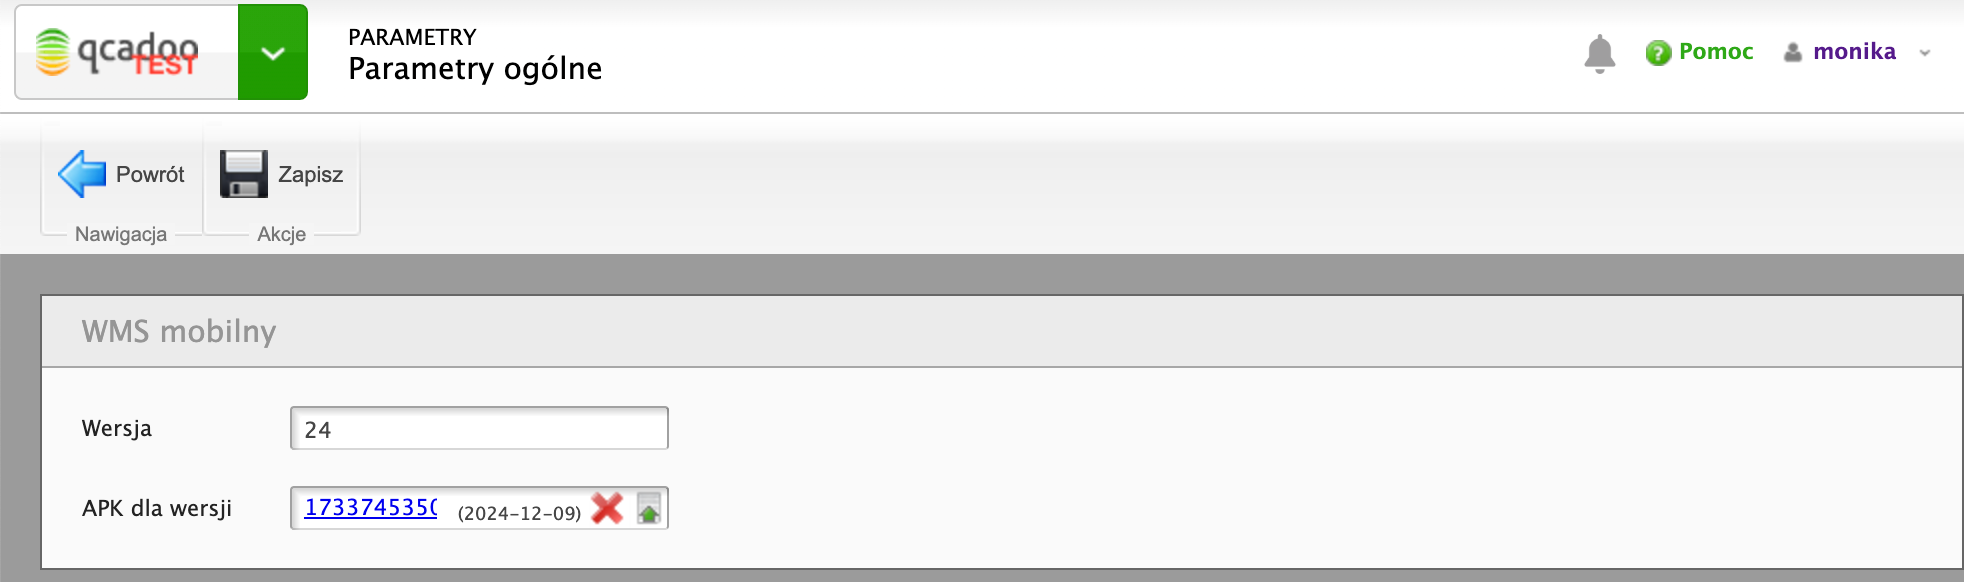 qcadoo
TEST
PARAMETRY
Parametry ogólne
Pomoc
monika
Powrót
Zapisz
Nawigacja
Akcje
WMS mobilny
Wersja 24
APK dla wersji 1733745350 (2024-12-09)